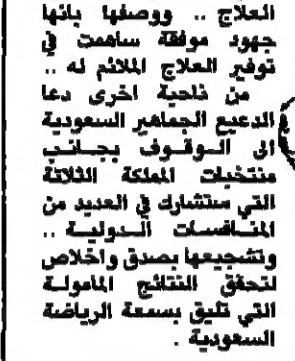 العلاج .. ووصفها بانها
جهود موفقة ساهمت في
توفير العلاج الملائم له ..
من ناحية اخرى دعا
الدعيع الجماهير السعودية
الى الوقوف بجانب
منتخبات المملكة الثلاثة
التي ستشارك في العديد من
المنافسات الدولية ..
وتشجيعها بصدق واخلاص
لتحقق النتائج المامولة
التي تليق بسمعة الرياضة
السعودية .